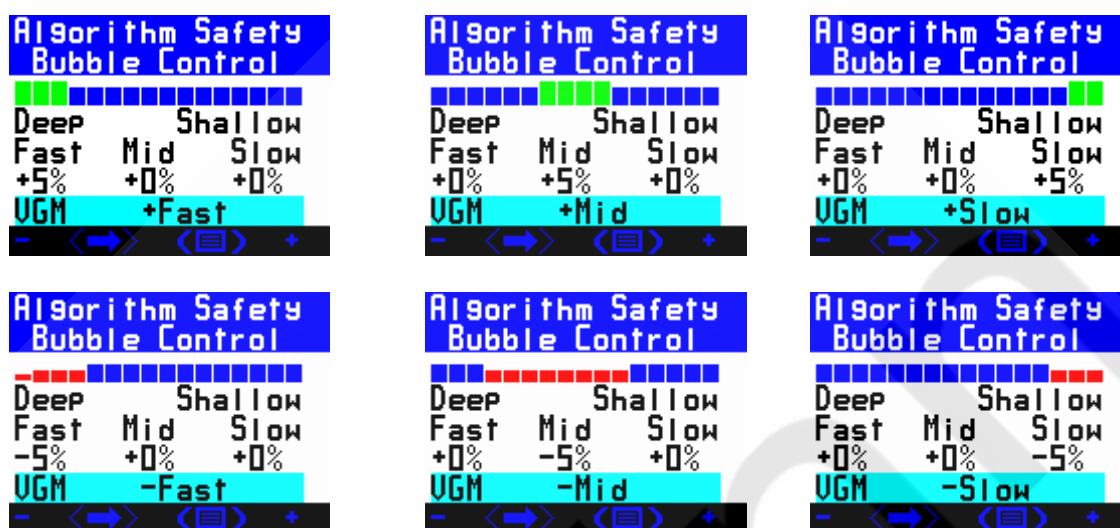 Algorithm Safety
Bubble Control
Deep Shallow
Fast Mid Slow
+5% +0% +0%
VGM +Fast
- +
Algorithm Safety
Bubble Control
Deep Shallow
Fast Mid Slow
+0% +5% +0%
VGM +Mid
- +
Algorithm Safety
Bubble Control
Deep Shallow
Fast Mid Slow
+0% +0% +5%
VGM +Slow
- +
Algorithm Safety
Bubble Control
Deep Shallow
Fast Mid Slow
-5% +0% +0%
VGM -Fast
- +
Algorithm Safety
Bubble Control
Deep Shallow
Fast Mid Slow
+0% -5% +0%
VGM -Mid
- +
Algorithm Safety
Bubble Control
Deep Shallow
Fast Mid Slow
+0% +0% -5%
VGM -Slow
- +